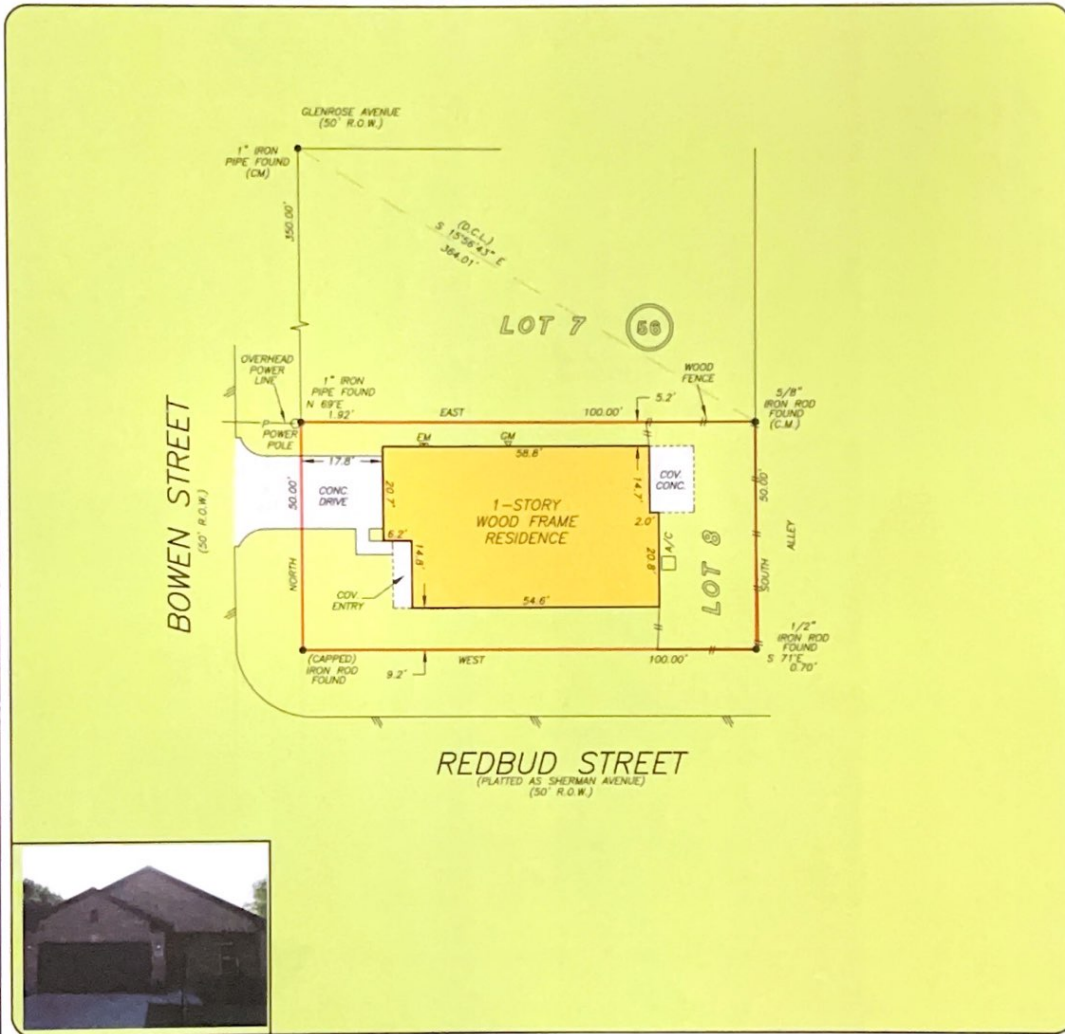 GLENROSE AVENUE
(50' R.O.W.)
1" IRON
PIPE FOUND
(CM)
350.00'
(D.C.L.)
S 15°56'43" E
364.01'
LOT 7
56
OVERHEAD
POWER
LINE
1" IRON
PIPE FOUND
N 69°E
1.92'
P
POWER
POLE
EAST
100.00'
5.2'
WOOD
FENCE
5/8"
IRON ROD
FOUND
(C.M.)
BOWEN STREET
(50' R.O.W.)
EM
GM
58.8'
17.8'
CONC.
DRIVE
50.00'
NORTH
20.7'
6.2'
14.8'
COV.
ENTRY
1-STORY
WOOD FRAME
RESIDENCE
14.7'
COV.
CONC.
2.0'
20.8'
A/C
LOT 8
50.00'
SOUTH
ALLEY
54.6'
(CAPPED)
IRON ROD
FOUND
9.2'
WEST
100.00'
1/2"
IRON ROD
FOUND
S 71°E
0.70'
REDBUD STREET
(PLATTED AS SHERMAN AVENUE)
(50' R.O.W.)